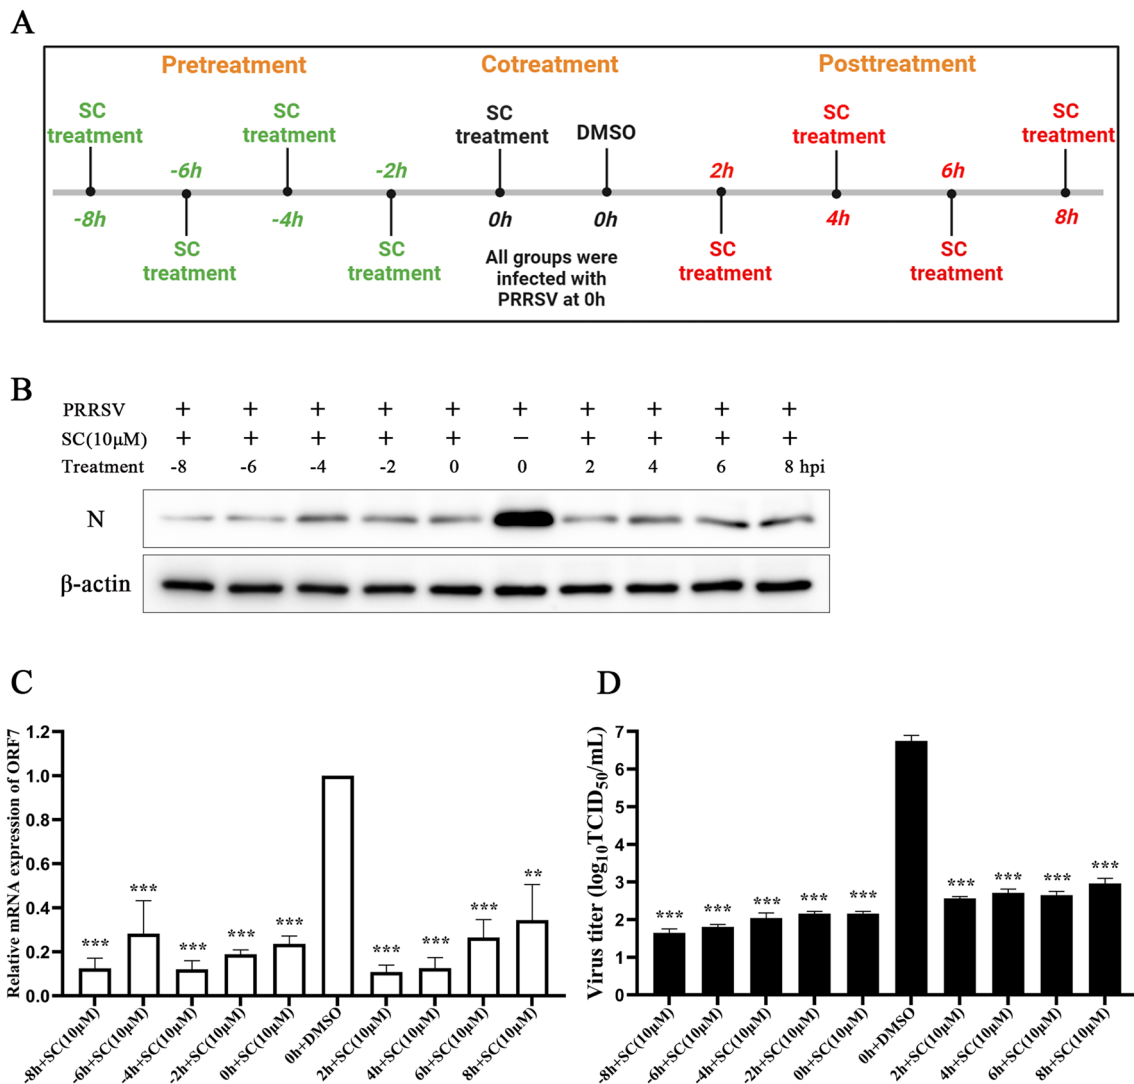 A
Pretreatment Cotreatment Posttreatment
SC treatment SC treatment SC treatment DMSO SC treatment SC treatment
-6h -2h 2h 6h
-8h -4h 0h 0h 4h 8h
SC treatment SC treatment SC treatment SC treatment
All groups were
infected with
PRRSV at 0h
B
PRRSV + + + + + + + + + +
SC(10μM) + + + + + − + + + +
Treatment -8 -6 -4 -2 0 0 2 4 6 8 hpi
N
β-actin
C
Relative mRNA expression of ORF7
1.2
1.0
0.8
0.6
0.4
0.2
0.0
*** *** *** *** *** *** *** *** **
-8h+SC(10μM)
-6h+SC(10μM)
-4h+SC(10μM)
-2h+SC(10μM)
0h+SC(10μM)
0h+DMSO
2h+SC(10μM)
4h+SC(10μM)
6h+SC(10μM)
8h+SC(10μM)
D
Virus titer (log10TCID50/mL)
7
6
5
4
3
2
1
0
*** *** *** *** *** *** *** *** ***
-8h+SC(10μM)
-6h+SC(10μM)
-4h+SC(10μM)
-2h+SC(10μM)
0h+SC(10μM)
0h+DMSO
2h+SC(10μM)
4h+SC(10μM)
6h+SC(10μM)
8h+SC(10μM)